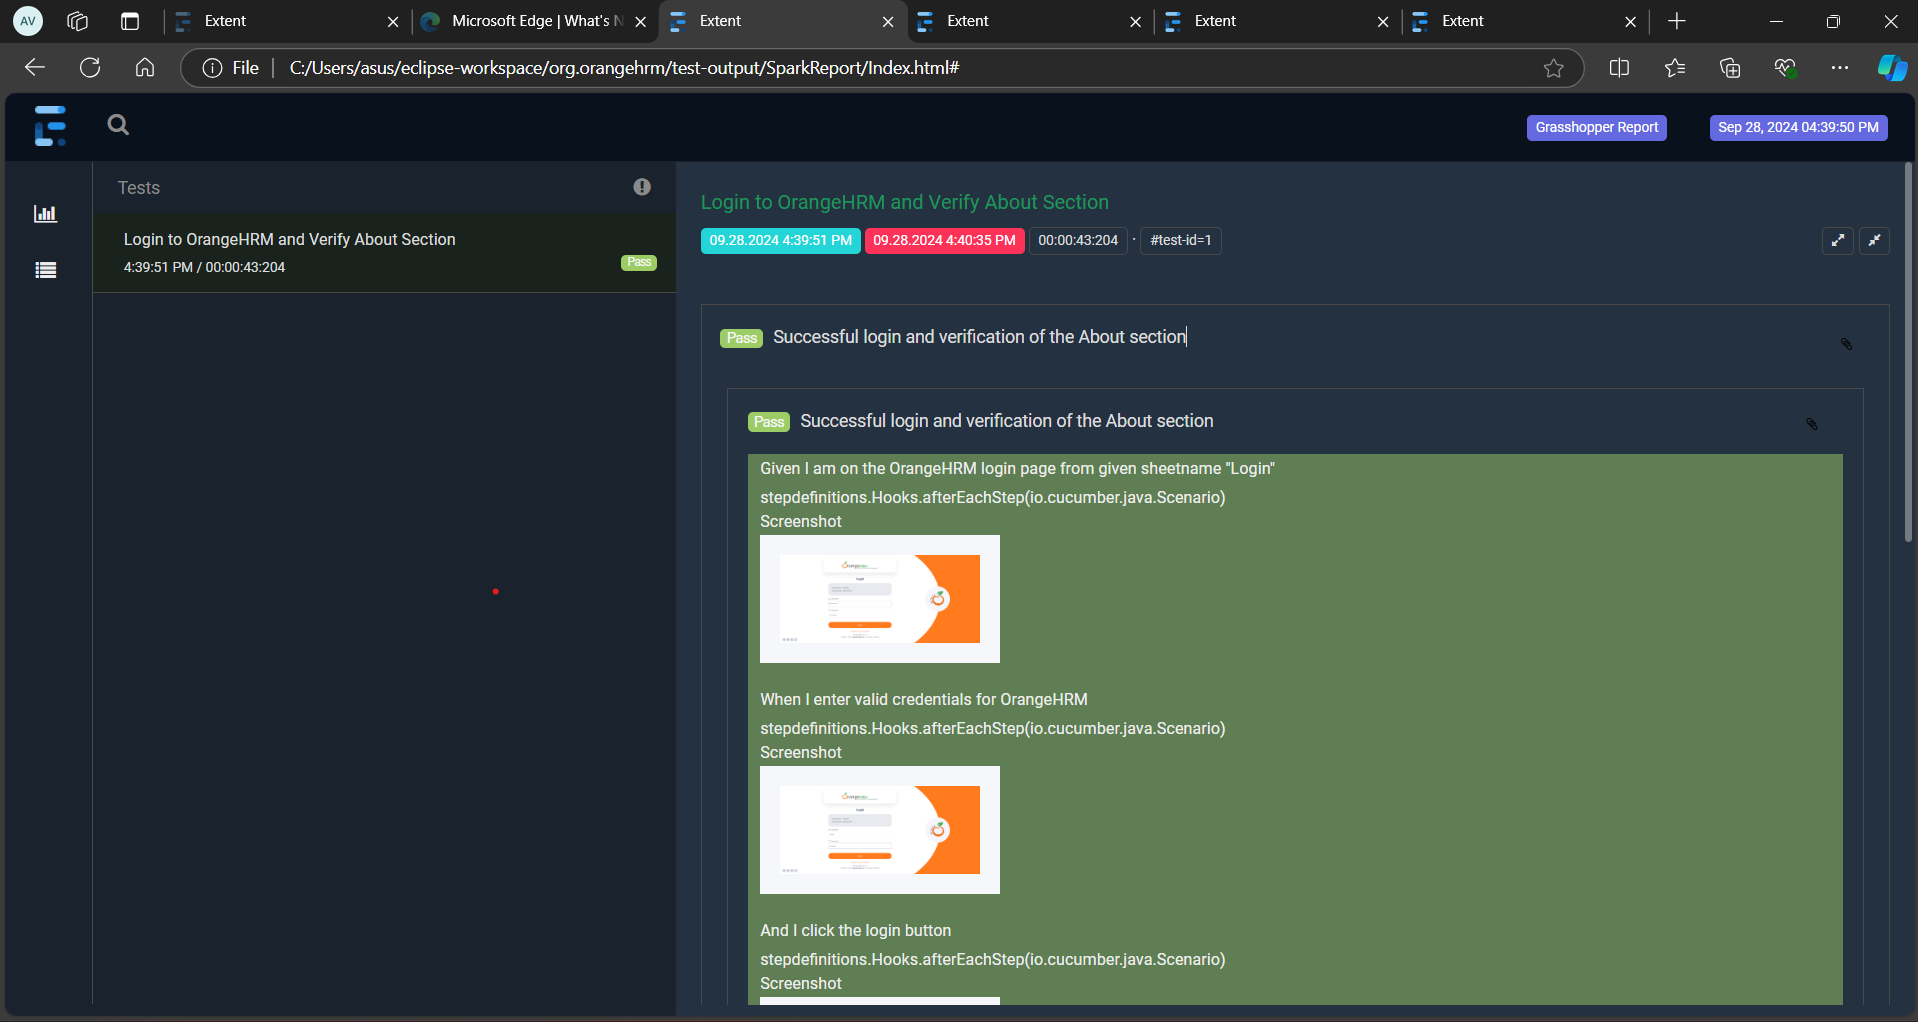 AV
Extent
Microsoft Edge | What's N
Extent
Extent
Extent
Extent
File
C:/Users/asus/eclipse-workspace/org.orangehrm/test-output/SparkReport/Index.html#
Grasshopper Report
Sep 28, 2024 04:39:50 PM
Tests
Login to OrangeHRM and Verify About Section
4:39:51 PM / 00:00:43:204
Pass
Login to OrangeHRM and Verify About Section
09.28.2024 4:39:51 PM
09.28.2024 4:40:35 PM
00:00:43:204
·
#test-id=1
Pass
Successful login and verification of the About section
Pass
Successful login and verification of the About section
Given I am on the OrangeHRM login page from given sheetname "Login"
stepdefinitions.Hooks.afterEachStep(io.cucumber.java.Scenario)
Screenshot
When I enter valid credentials for OrangeHRM
stepdefinitions.Hooks.afterEachStep(io.cucumber.java.Scenario)
Screenshot
And I click the login button
stepdefinitions.Hooks.afterEachStep(io.cucumber.java.Scenario)
Screenshot